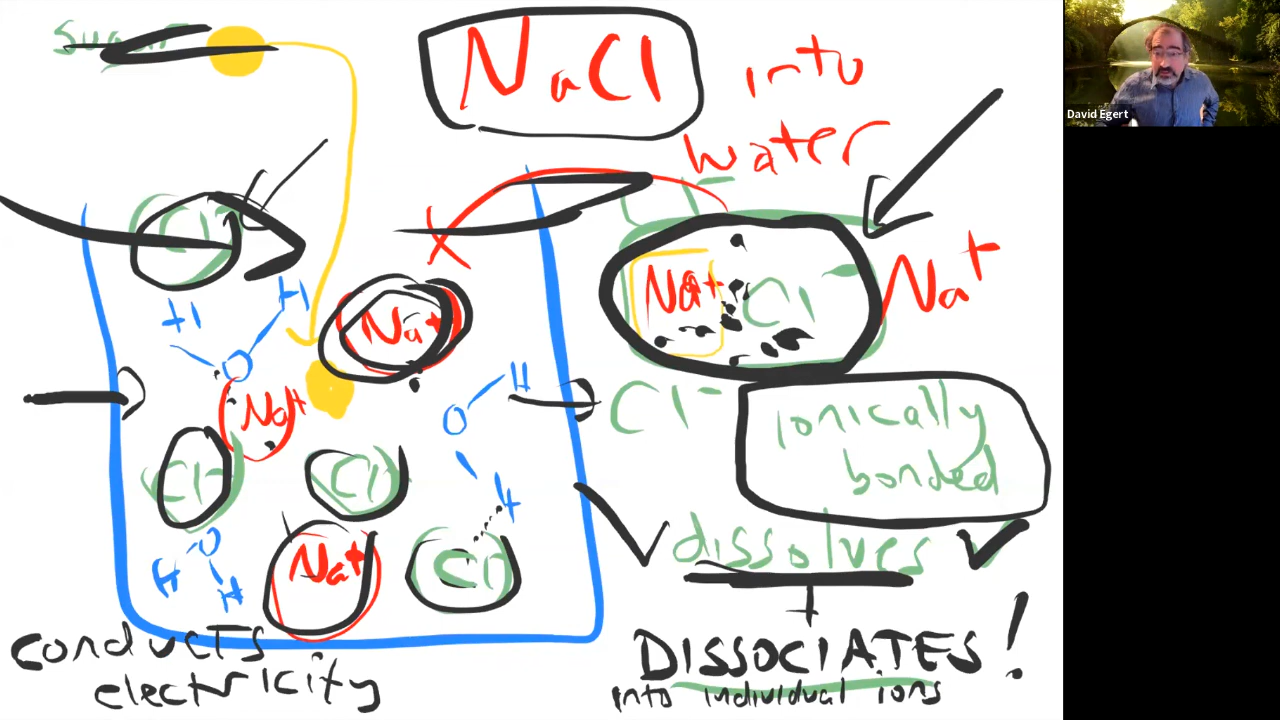 Sugar
NaCl into
water
Cl
H H
O
Na+
Na+
Cl-
Cl
H O H
Na+
Cl
O H
H
Na+ Cl-
Na+
Cl-
ionically
bonded
dissolves
+
DISSOCIATES!
into individual ions
conducts
electricity
David Egert